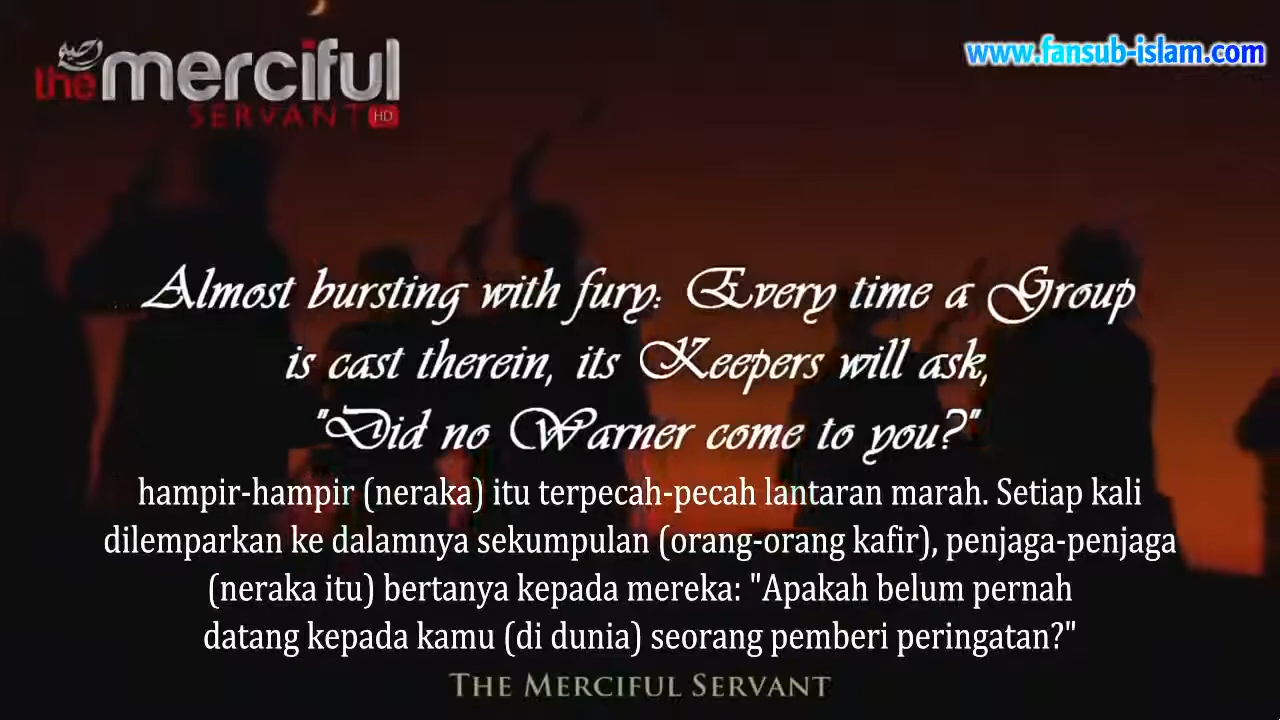 the merciful
SERVANT HD
www.fansub-islam.com
Almost bursting with fury: Every time a Group
is cast therein, its Keepers will ask,
"Did no Warner come to you?"
hampir-hampir (neraka) itu terpecah-pecah lantaran marah. Setiap kali
dilemparkan ke dalamnya sekumpulan (orang-orang kafir), penjaga-penjaga
(neraka itu) bertanya kepada mereka: "Apakah belum pernah
datang kepada kamu (di dunia) seorang pemberi peringatan?"
THE MERCIFUL SERVANT